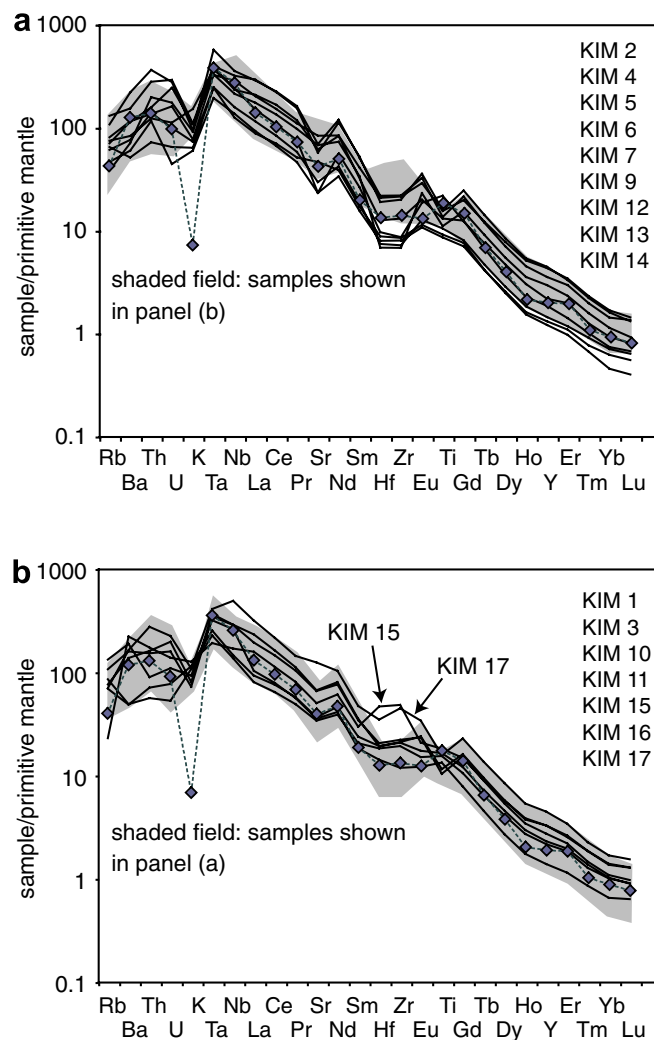 a
1000
100
10
1
0.1
sample/primitive mantle
KIM 2
KIM 4
KIM 5
KIM 6
KIM 7
KIM 9
KIM 12
KIM 13
KIM 14
shaded field: samples shown
in panel (b)
Rb Th K Nb Ce Sr Sm Zr Ti Tb Ho Er Yb
Ba U Ta La Pr Nd Hf Eu Gd Dy Y Tm Lu
b
1000
100
10
1
0.1
sample/primitive mantle
KIM 15
KIM 17
KIM 1
KIM 3
KIM 10
KIM 11
KIM 15
KIM 16
KIM 17
shaded field: samples shown
in panel (a)
Rb Th K Nb Ce Sr Sm Zr Ti Tb Ho Er Yb
Ba U Ta La Pr Nd Hf Eu Gd Dy Y Tm Lu